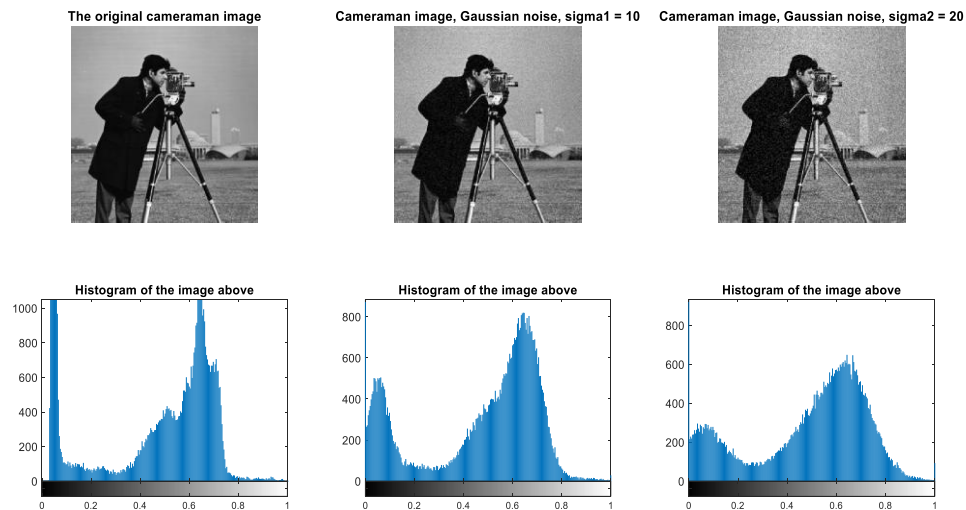 The original cameraman image
Cameraman image, Gaussian noise, sigma1 = 10
Cameraman image, Gaussian noise, sigma2 = 20
Histogram of the image above
1000
800
600
400
200
0
0 0.2 0.4 0.6 0.8 1
Histogram of the image above
800
600
400
200
0
0 0.2 0.4 0.6 0.8 1
Histogram of the image above
800
600
400
200
0
0 0.2 0.4 0.6 0.8 1